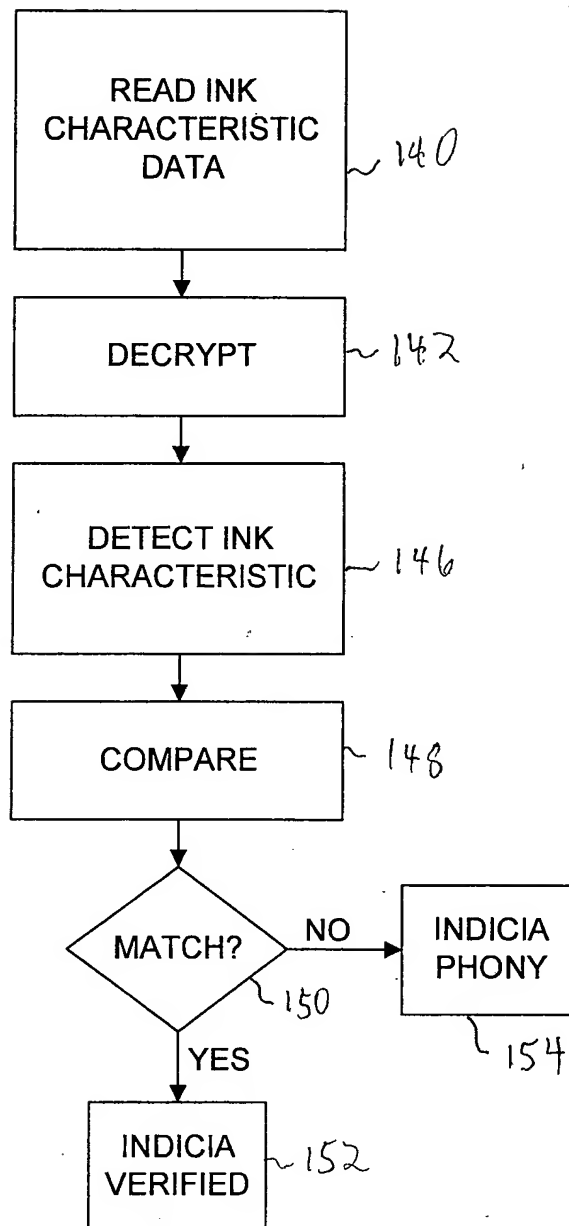 READ INK
CHARACTERISTIC
DATA
140
DECRYPT
142
DETECT INK
CHARACTERISTIC
146
COMPARE
148
MATCH?
NO
150
YES
INDICIA
PHONY
154
INDICIA
VERIFIED
152